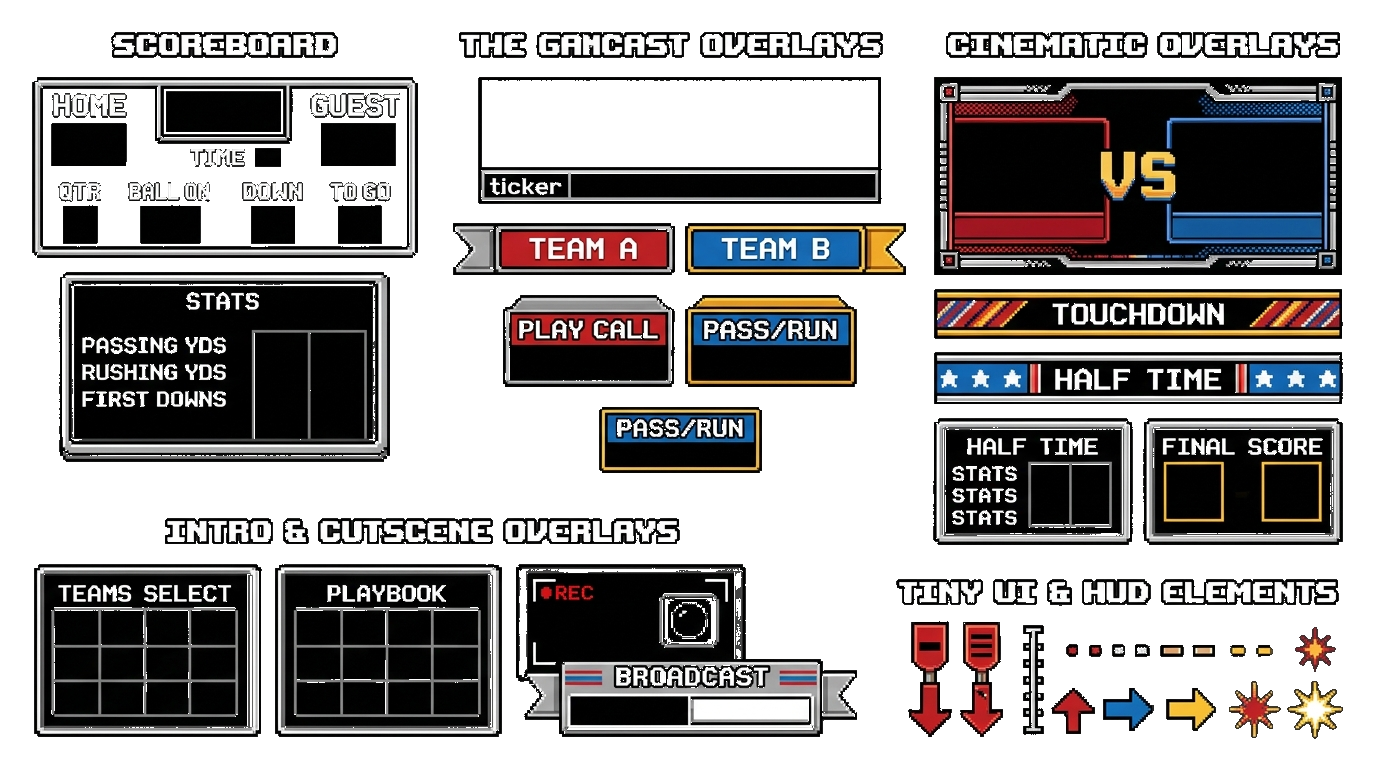 SCOREBOARD
HOME
GUEST
TIME
QTR
BALL ON
DOWN
TO GO
STATS
PASSING YDS
RUSHING YDS
FIRST DOWNS
THE GAMCAST OVERLAYS
ticker
TEAM A
TEAM B
PLAY CALL
PASS/RUN
PASS/RUN
CINEMATIC OVERLAYS
VS
TOUCHDOWN
HALF TIME
HALF TIME
STATS
STATS
STATS
FINAL SCORE
INTRO & CUTSCENE OVERLAYS
TEAMS SELECT
PLAYBOOK
REC
BROADCAST
TINY UI & HUD ELEMENTS